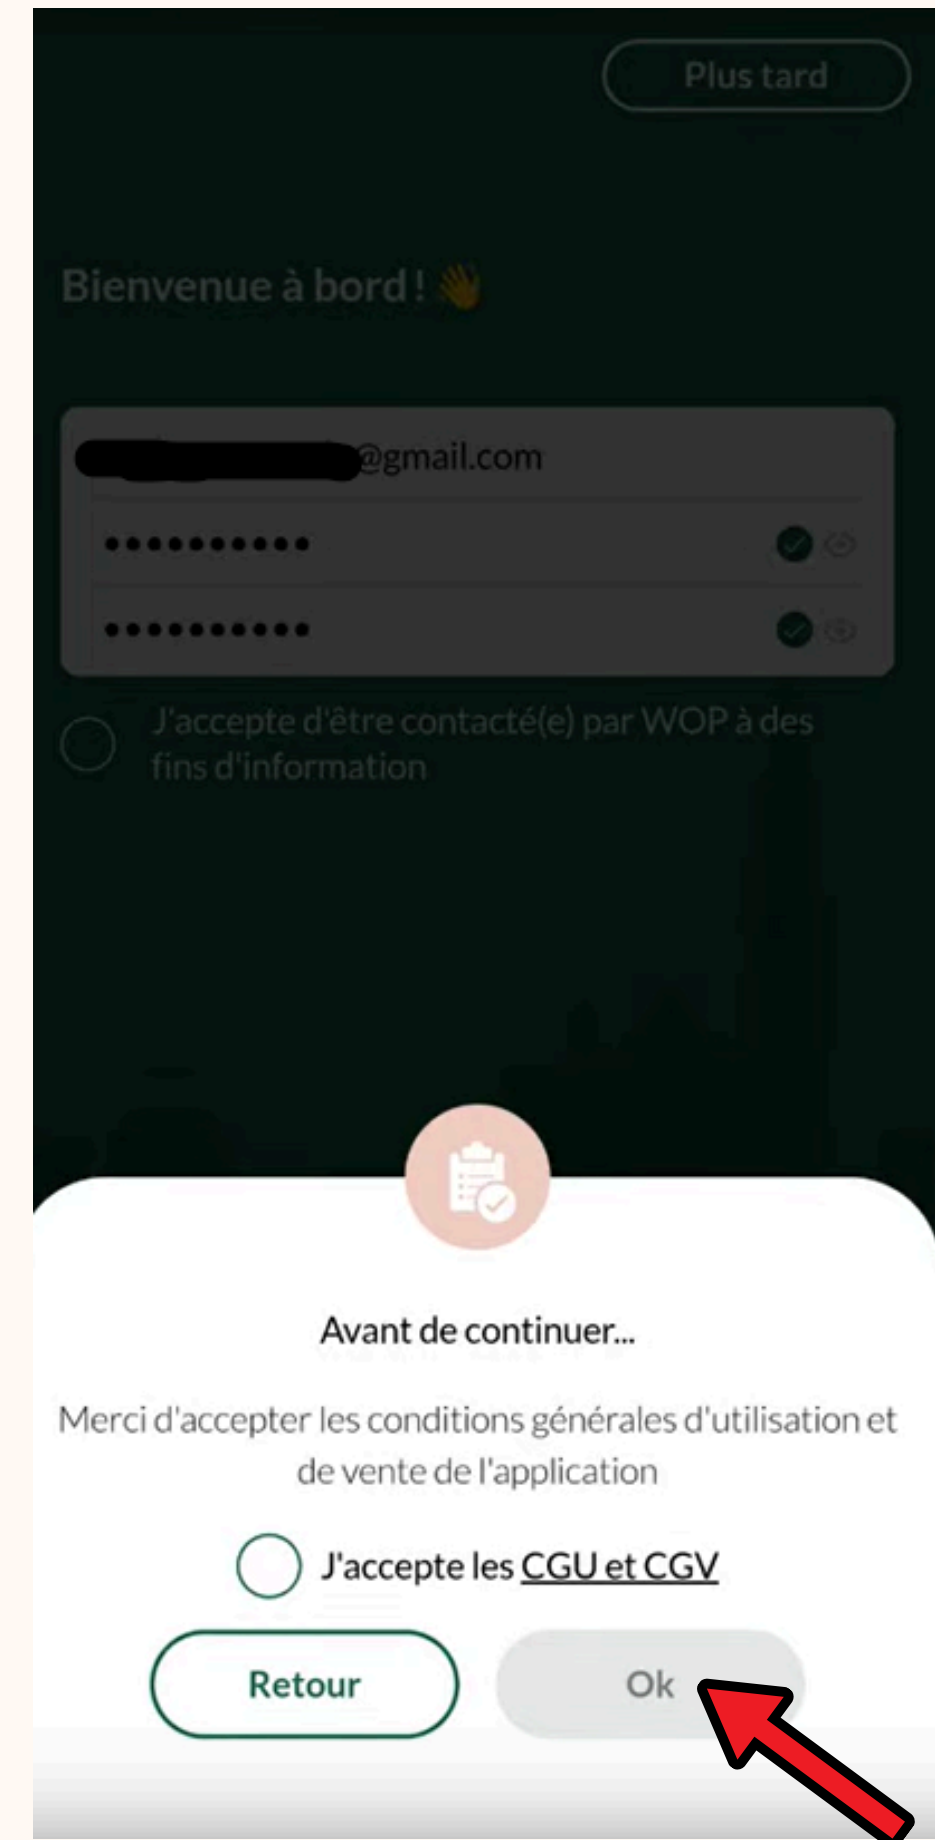 Plus tard
Bienvenue à bord ! 👋
@gmail.com
••••••••••
••••••••••
J'accepte d'être contacté(e) par WOP à des
fins d'information
Avant de continuer...
Merci d'accepter les conditions générales d'utilisation et
de vente de l'application
J'accepte les CGU et CGV
Retour
Ok